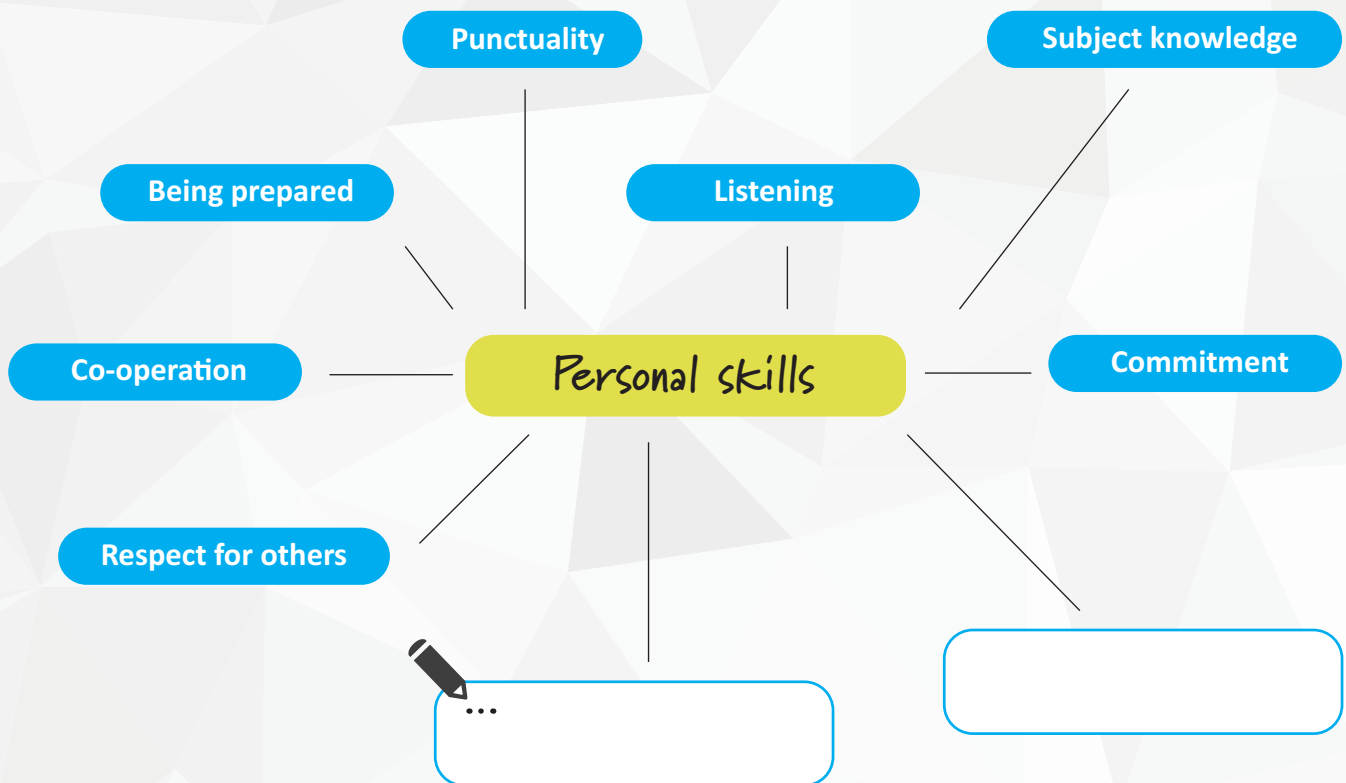 Punctuality
Subject knowledge
Being prepared
Listening
Personal skills
Co-operation
Commitment
Respect for others
...